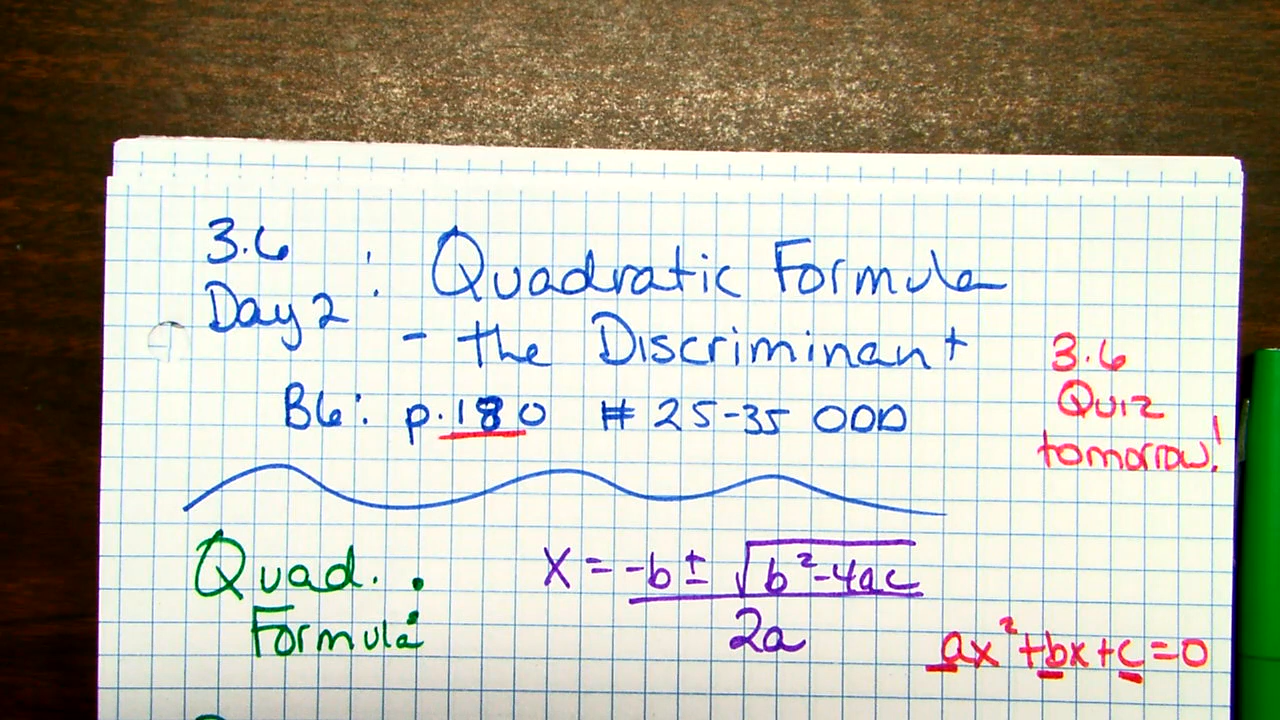 3.6
Day 2 : Quadratic Formula
- the Discriminant
B6: p.180 # 25-35 ODD
3.6
Quiz
tomorrow!
Quad.
Formula:
x = -b ± √b²-4ac
2a
ax²+bx+c=0